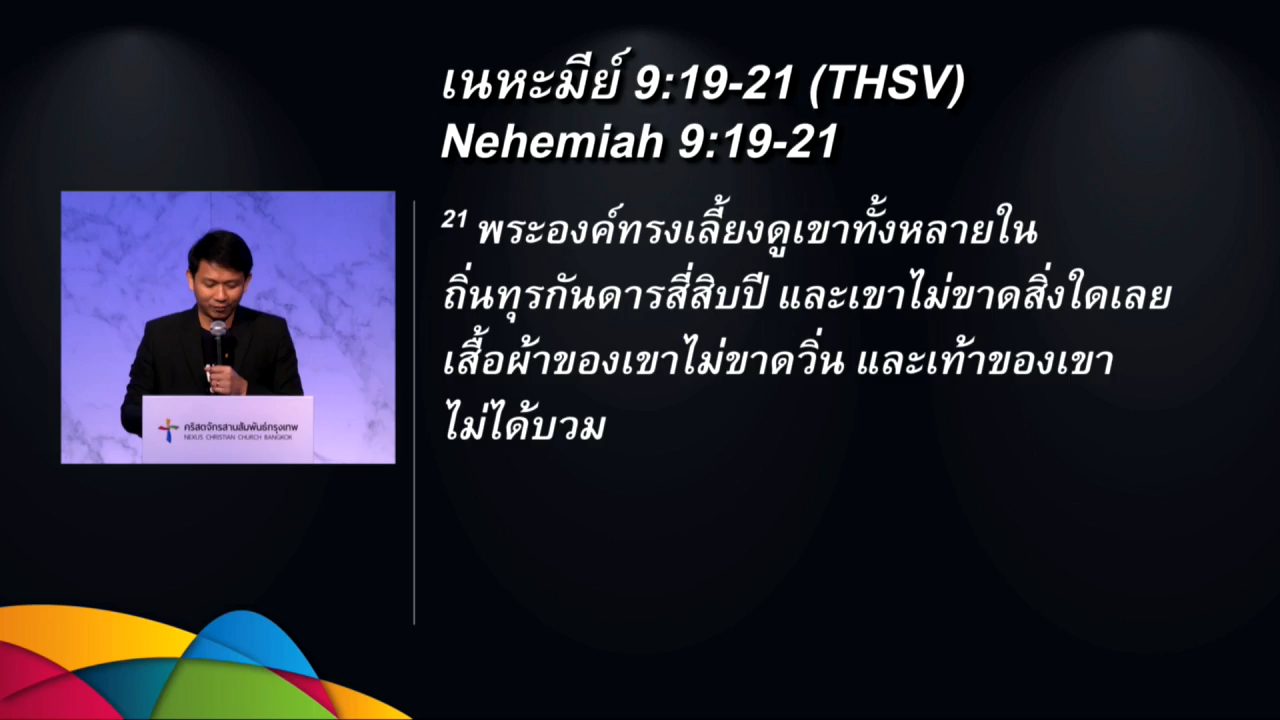 เนหะมีย์ 9:19-21 (THSV)
Nehemiah 9:19-21
21 พระองค์ทรงเลี้ยงดูเขาทั้งหลายใน
ถิ่นทุรกันดารสี่สิบปี และเขาไม่ขาดสิ่งใดเลย
เสื้อผ้าของเขาไม่ขาดวิ่น และเท้าของเขา
ไม่ได้บวม
คริสตจักรสานสัมพันธ์กรุงเทพ
NEXUS CHRISTIAN CHURCH BANGKOK